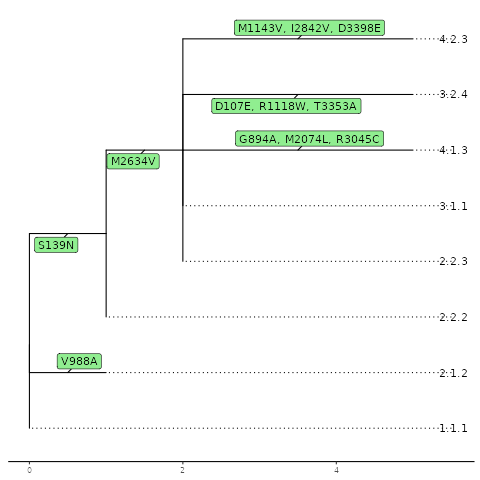 M1143V, I2842V, D3398E
4.2.3
3.2.4
D107E, R1118W, T3353A
G894A, M2074L, R3045C
4.1.3
M2634V
3.1.1
S139N
2.2.3
2.2.2
V988A
2.1.2
1.1.1
0 2 4